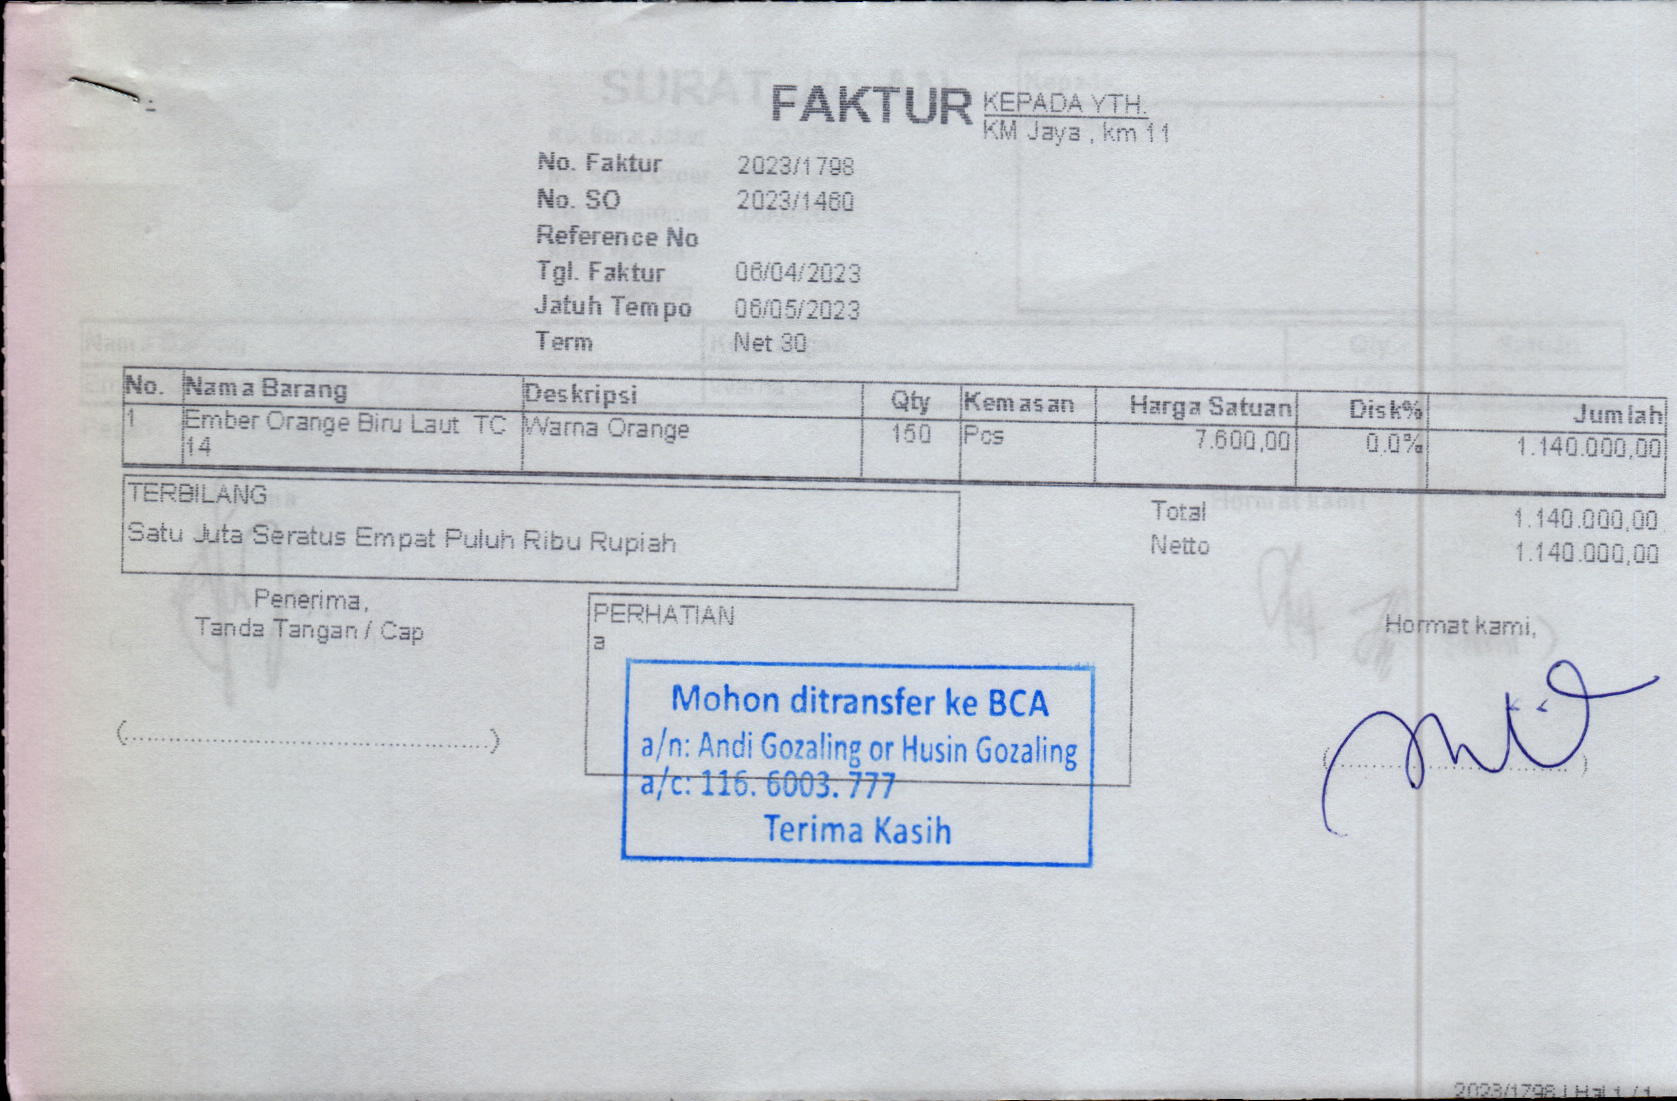 FAKTUR
KEPADA YTH.
KM Jaya , km 11
No. Faktur 2023/1798
No. SO 2023/1460
Reference No
Tgl. Faktur 06/04/2023
Jatuh Tempo 06/05/2023
Term Net 30
No. Nama Barang Deskripsi Qty Kemasan Harga Satuan Disk% Jumlah
1 Ember Orange Biru Laut TC Warna Orange 150 Pcs 7.600,00 0.0% 1.140.000,00
14
TERBILANG
Satu Juta Seratus Empat Puluh Ribu Rupiah
Total 1.140.000,00
Netto 1.140.000,00
Penerima,
Tanda Tangan / Cap
PERHATIAN
a
Hormat kami,
Mohon ditransfer ke BCA
a/n: Andi Gozaling or Husin Gozaling
a/c: 116. 6003. 777
Terima Kasih
(..........................................)
(..........................................)
2023/1798 | Hal 1 / 1